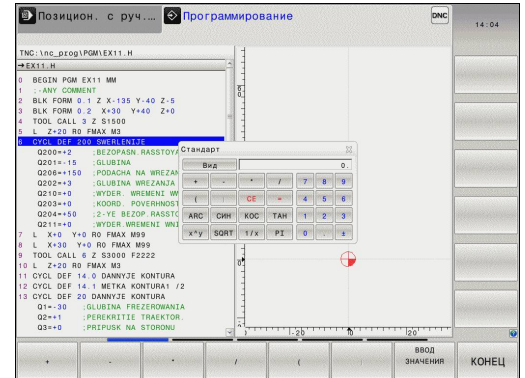 Позицион. с руч....
Программирование
DNC
14:04
TNC:\nc_prog\PGM\EX11.H
→EX11.H
0 BEGIN PGM EX11 MM
1 ;-ANY COMMENT
2 BLK FORM 0.1 Z X-135 Y-40 Z-5
3 BLK FORM 0.2 X+30 Y+40 Z+0
4 TOOL CALL 3 Z S1500
5 L Z+20 R0 FMAX M3
6 CYCL DEF 200 SWERLENIJE
Q200=+2 ;BEZOPASN.RASSTOYA
Q201=-15 ;GLUBINA
Q206=+150 ;PODACHA NA WREZAN
Q202=+3 ;GLUBINA WREZANJA
Q210=+0 ;WYDER. WREMENI WW
Q203=+0 ;KOORD. POVERHNOST
Q204=+50 ;2-YE BEZOP.RASSTO
Q211=+0 ;WYDER.WREMENI WNI
7 L X+0 Y+0 R0 FMAX M99
8 L X+30 Y+0 R0 FMAX M99
9 TOOL CALL 6 Z S3000 F2222
10 L Z+20 R0 FMAX M3
11 CYCL DEF 14.0 DANNYJE KONTURA
12 CYCL DEF 14.1 METKA KONTURA1 /2
13 CYCL DEF 20 DANNYJE KONTURA
Q1=-30 ;GLUBINA FREZEROWANIA
Q2=+1 ;PEREKRITIE TRAEKTOR.
Q3=+0 ;PRIPUSK NA STORONU
Стандарт
Вид 0.
+ - * / 7 8 9
( ) CE = 4 5 6
ARC СИН КОС ТАН 1 2 3
x^y SQRT 1/x PI 0 . ±
-20 0 20
+ - * / ( )
ВВОД
ЗНАЧЕНИЯ
КОНЕЦ